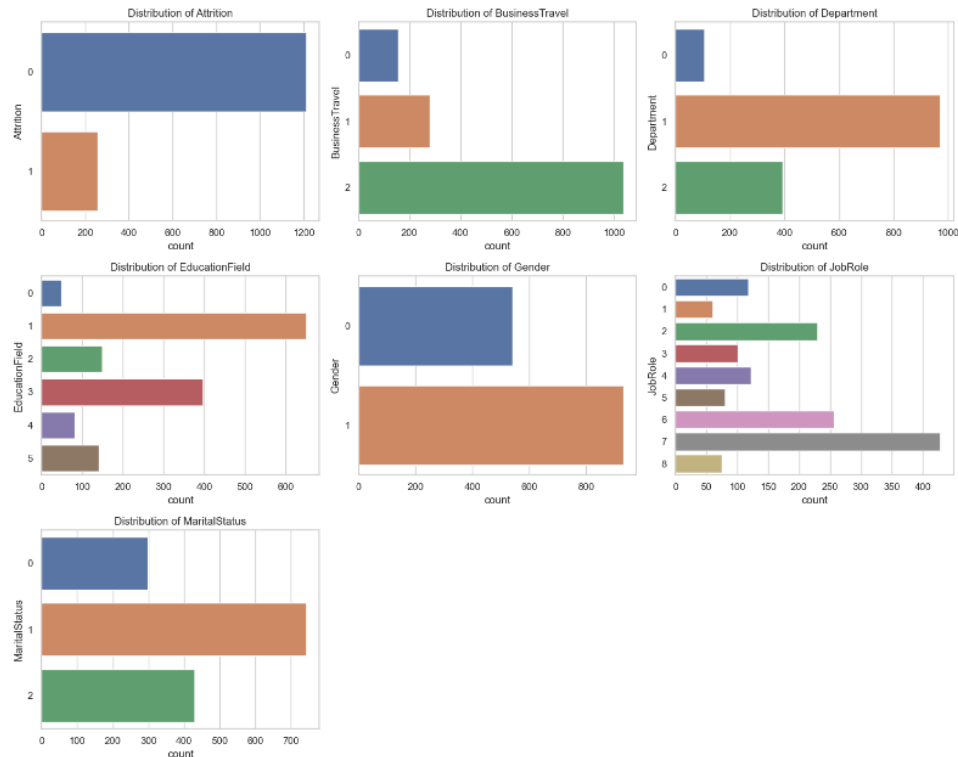 Distribution of Attrition
0
1
Attrition
0 200 400 600 800 1000 1200
count
Distribution of BusinessTravel
0
1
2
BusinessTravel
0 200 400 600 800 1000
count
Distribution of Department
0
1
2
Department
0 200 400 600 800 1000
count
Distribution of EducationField
0
1
2
3
4
5
EducationField
0 100 200 300 400 500 600
count
Distribution of Gender
0
1
Gender
0 200 400 600 800
count
Distribution of JobRole
0
1
2
3
4
5
6
7
8
JobRole
0 50 100 150 200 250 300 350 400
count
Distribution of MaritalStatus
0
1
2
MaritalStatus
0 100 200 300 400 500 600 700
count